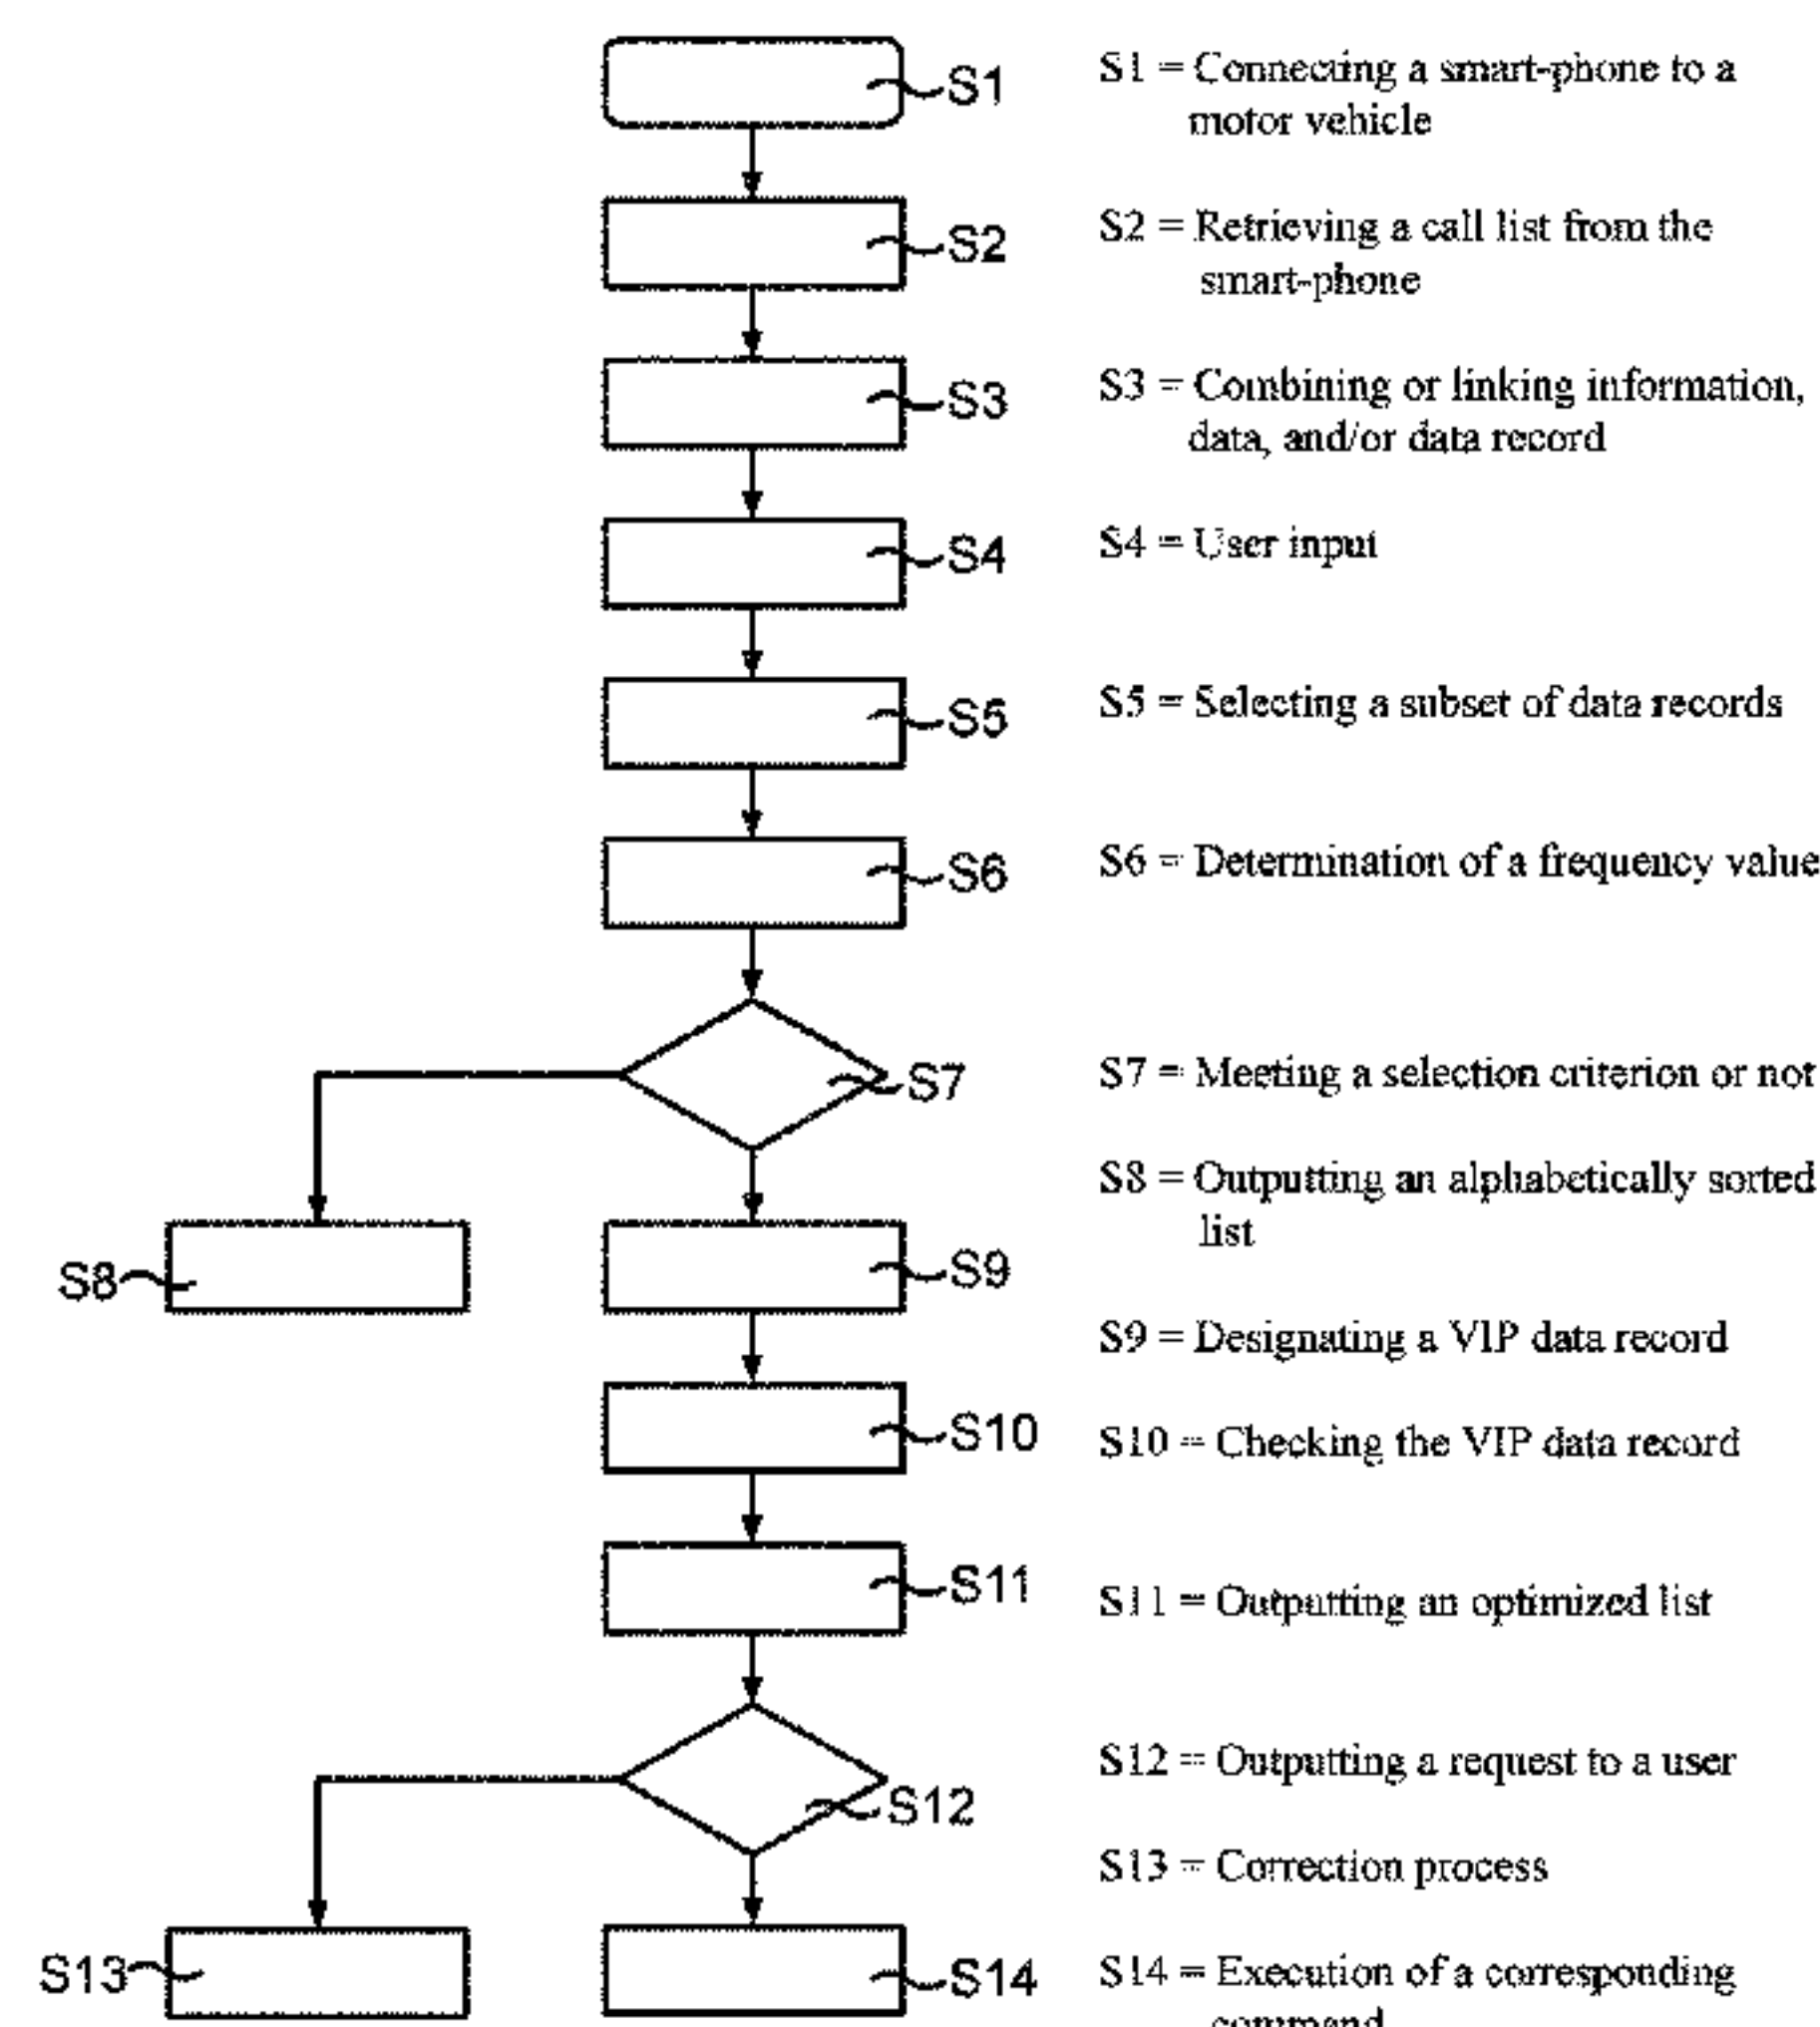 S1
S1 = Connecting a smart-phone to a
motor vehicle
S2
S2 = Retrieving a call list from the
smart-phone
S3
S3 = Combining or linking information,
data, and/or data record
S4
S4 = User input
S5
S5 = Selecting a subset of data records
S6
S6 = Determination of a frequency value
S7
S7 = Meeting a selection criterion or not
S8 = Outputting an alphabetically sorted
list
S8
S9
S9 = Designating a VIP data record
S10
S10 = Checking the VIP data record
S11
S11 = Outputting an optimized list
S12
S12 = Outputting a request to a user
S13 = Correction process
S13
S14
S14 = Execution of a corresponding
command